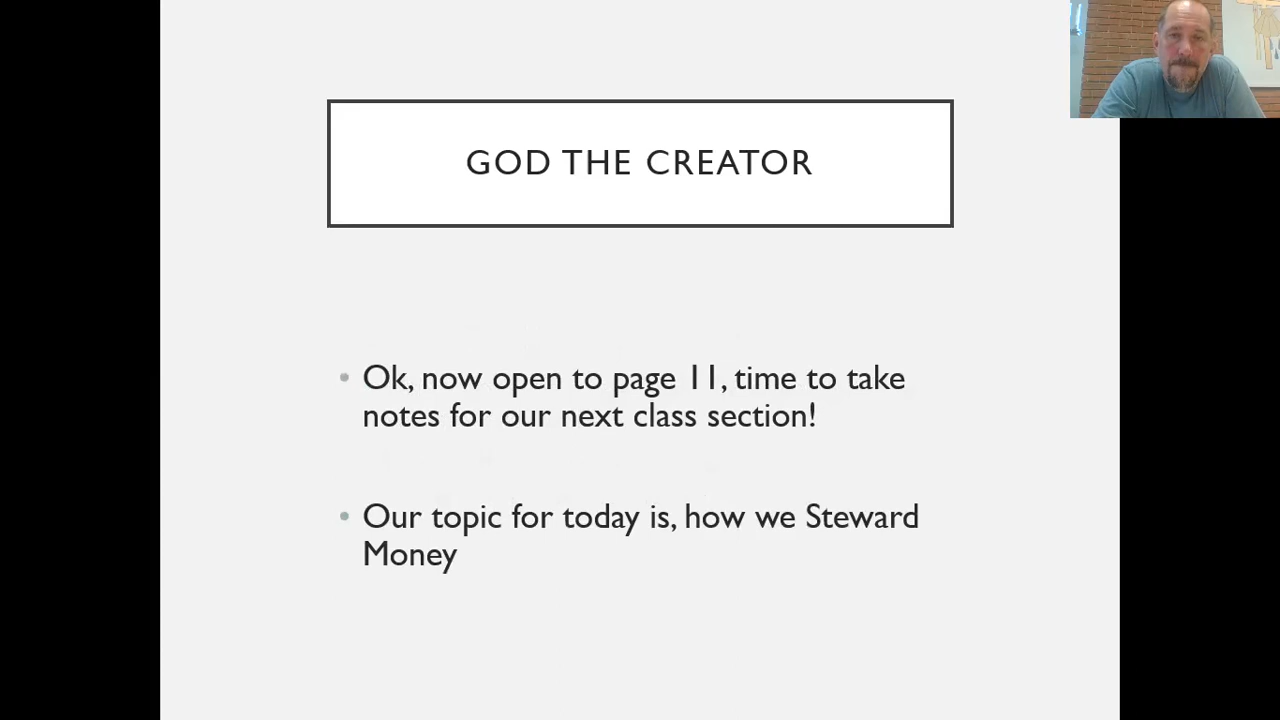 GOD THE CREATOR
• Ok, now open to page 11, time to take
notes for our next class section!
• Our topic for today is, how we Steward
Money